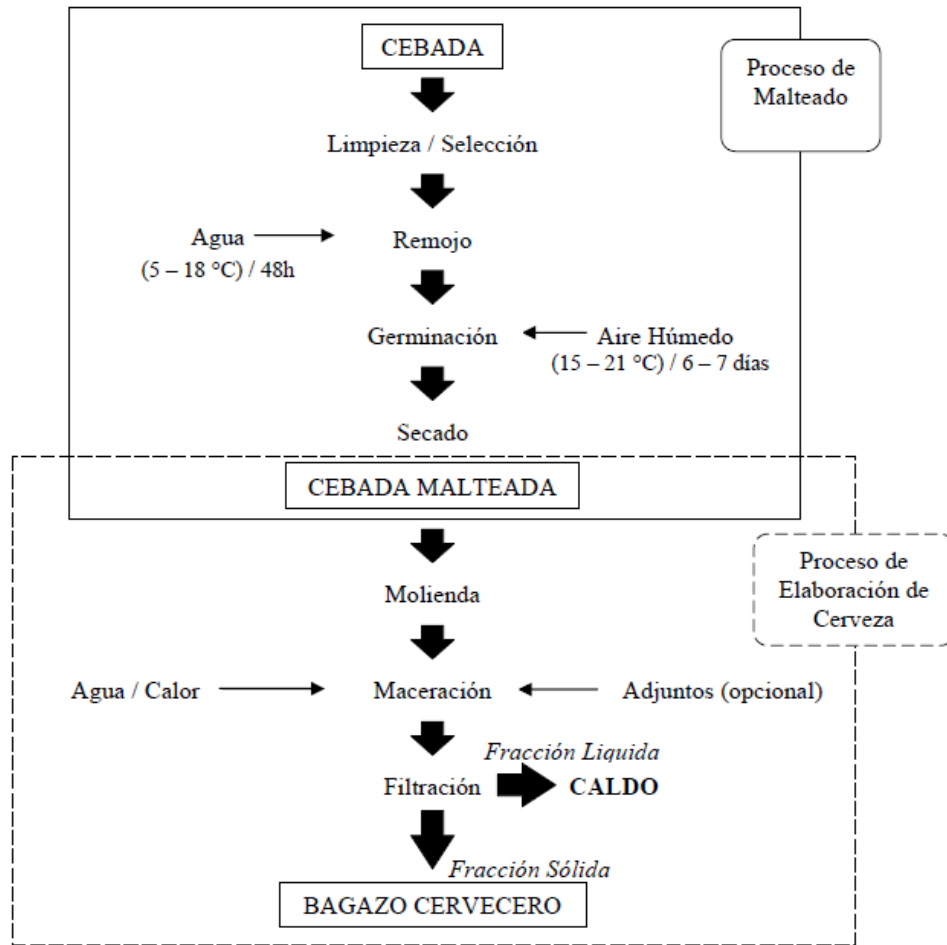 CEBADA
Proceso de
Malteado
Limpieza / Selección
Agua
(5 – 18 °C) / 48h
Remojo
Germinación
Aire Húmedo
(15 – 21 °C) / 6 – 7 días
Secado
CEBADA MALTEADA
Proceso de
Elaboración de
Cerveza
Molienda
Agua / Calor
Maceración
Adjuntos (opcional)
Fracción Liquida
Filtración
CALDO
Fracción Sólida
BAGAZO CERVECERO